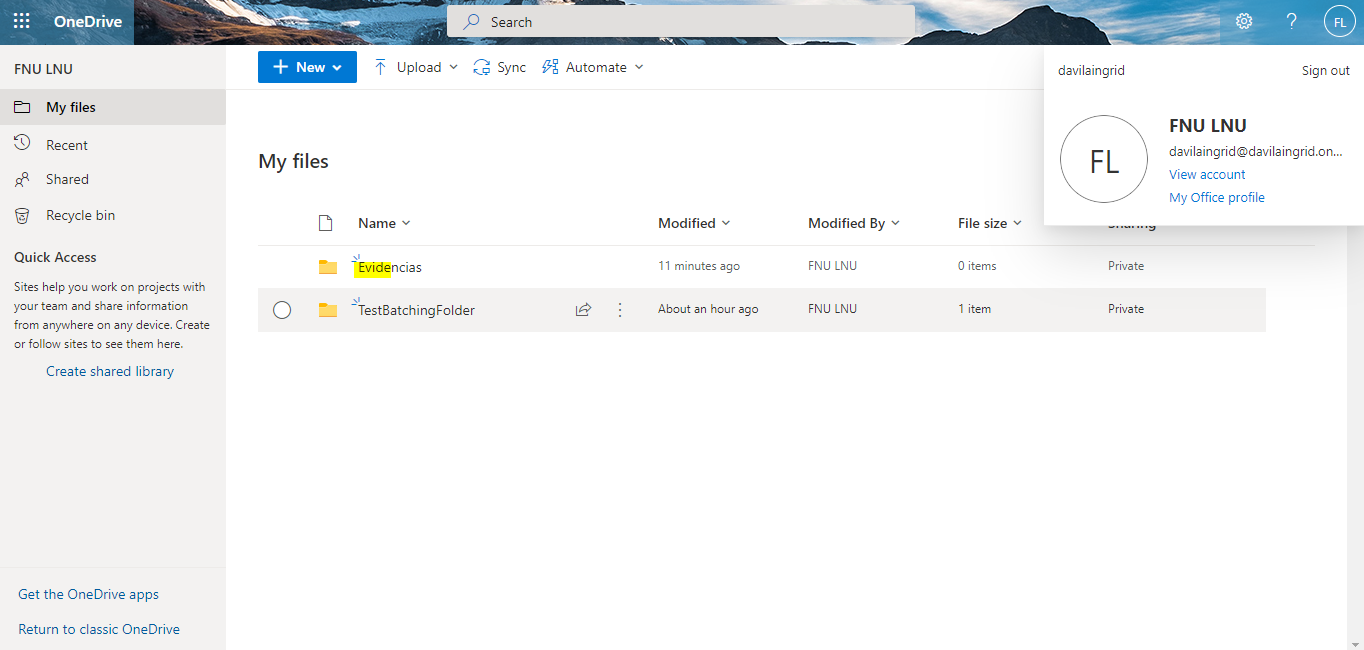 OneDrive
Search
?
FL
FNU LNU
My files
Recent
Shared
Recycle bin
Quick Access
Sites help you work on projects with
your team and share information
from anywhere on any device. Create
or follow sites to see them here.
Create shared library
Get the OneDrive apps
Return to classic OneDrive
New
Upload
Sync
Automate
My files
Name
Modified
Modified By
File size
Sharing
Evidencias
11 minutes ago
FNU LNU
0 items
Private
TestBatchingFolder
About an hour ago
FNU LNU
1 item
Private
davilaingrid
Sign out
FL
FNU LNU
davilaingrid@davilaingrid.on...
View account
My Office profile